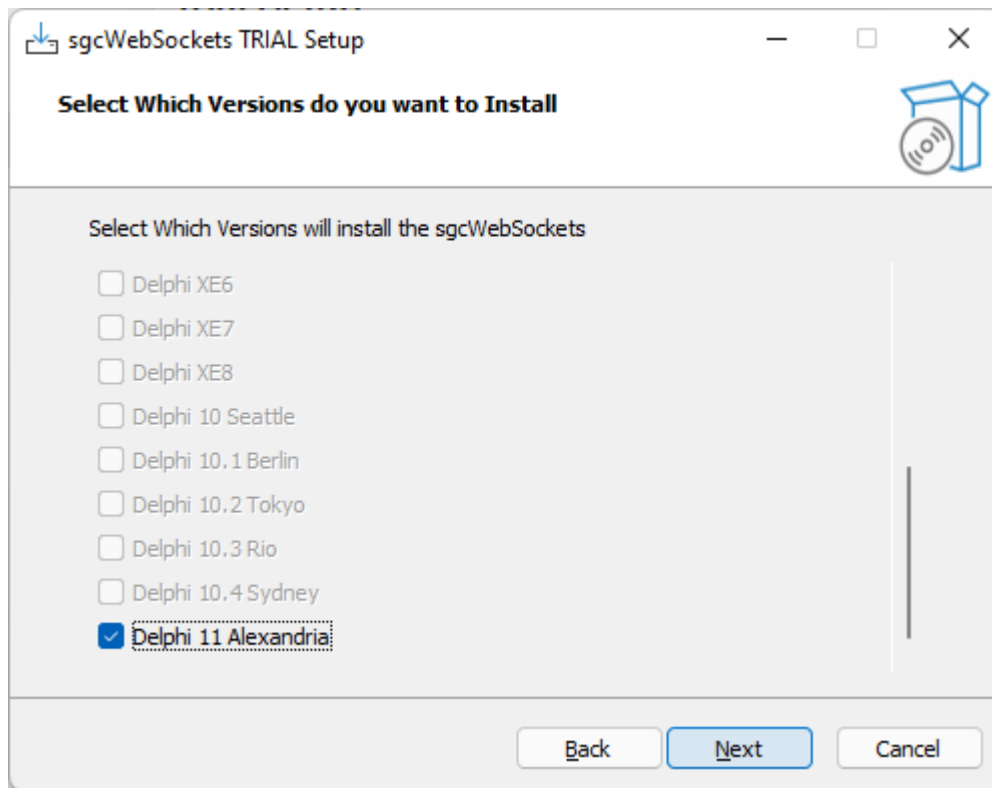 sgcWebSockets TRIAL Setup
Select Which Versions do you want to Install
Select Which Versions will install the sgcWebSockets
Delphi XE6
Delphi XE7
Delphi XE8
Delphi 10 Seattle
Delphi 10.1 Berlin
Delphi 10.2 Tokyo
Delphi 10.3 Rio
Delphi 10.4 Sydney
Delphi 11 Alexandria
Back Next Cancel